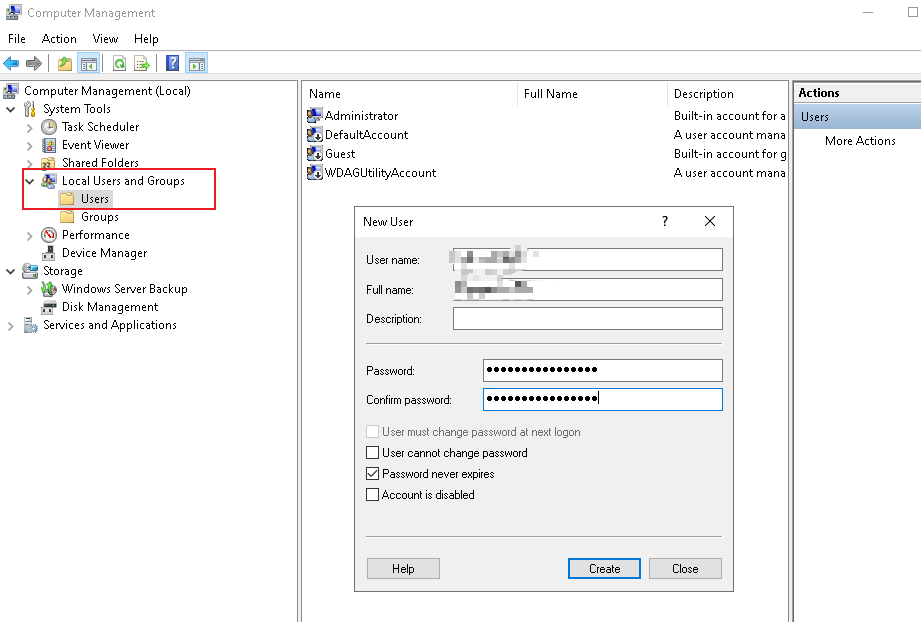 Computer Management
File Action View Help
Computer Management (Local)
System Tools
Task Scheduler
Event Viewer
Shared Folders
Local Users and Groups
Users
Groups
Performance
Device Manager
Storage
Windows Server Backup
Disk Management
Services and Applications
Name Full Name Description
Administrator Built-in account for a
DefaultAccount A user account mana
Guest Built-in account for g
WDAGUtilityAccount A user account mana
New User ?
User name:
Full name:
Description:
Password: ••••••••••••••••
Confirm password: ••••••••••••••••
User must change password at next logon
User cannot change password
Password never expires
Account is disabled
Help Create Close
Actions
Users
More Actions